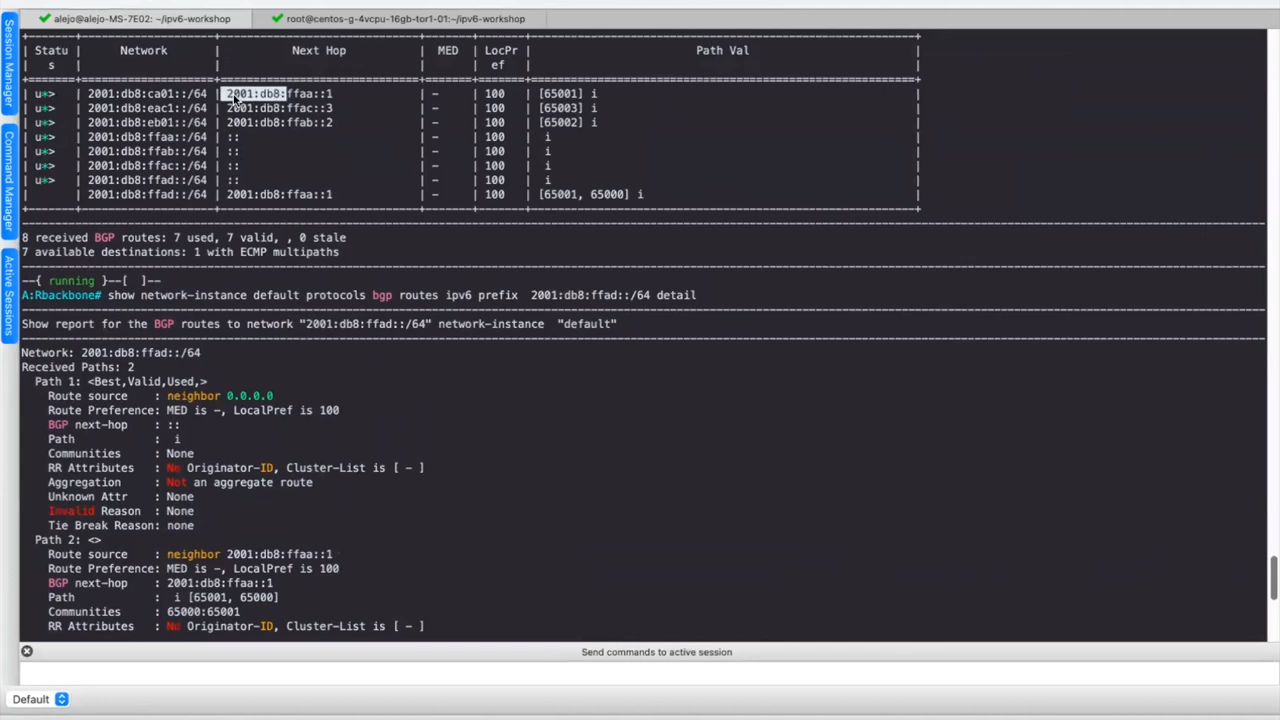 alejo@alejo-MS-7E02: ~/ipv6-workshop
root@centos-g-4vcpu-16gb-tor1-01:~/ipv6-workshop
Session Manager
Command Manager
Active Sessions
| Statu | Network | Next Hop | MED | LocPr | Path Val |
| s | | | | ef | |
| u*> | 2001:db8:ca01::/64 | 2001:db8:ffaa::1 | - | 100 | [65001] i |
| u*> | 2001:db8:eac1::/64 | 2001:db8:ffac::3 | - | 100 | [65003] i |
| u*> | 2001:db8:eb01::/64 | 2001:db8:ffab::2 | - | 100 | [65002] i |
| u*> | 2001:db8:ffaa::/64 | :: | - | 100 | i |
| u*> | 2001:db8:ffab::/64 | :: | - | 100 | i |
| u*> | 2001:db8:ffac::/64 | :: | - | 100 | i |
| u*> | 2001:db8:ffad::/64 | :: | - | 100 | i |
| | 2001:db8:ffad::/64 | 2001:db8:ffaa::1 | - | 100 | [65001, 65000] i |
8 received BGP routes: 7 used, 7 valid, , 0 stale
7 available destinations: 1 with ECMP multipaths
--{ running }--[ ]--
A:Rbackbone# show network-instance default protocols bgp routes ipv6 prefix 2001:db8:ffad::/64 detail
Show report for the BGP routes to network "2001:db8:ffad::/64" network-instance "default"
Network: 2001:db8:ffad::/64
Received Paths: 2
Path 1: <Best,Valid,Used,>
Route source : neighbor 0.0.0.0
Route Preference: MED is -, LocalPref is 100
BGP next-hop : ::
Path : i
Communities : None
RR Attributes : No Originator-ID, Cluster-List is [ - ]
Aggregation : Not an aggregate route
Unknown Attr : None
Invalid Reason : None
Tie Break Reason: none
Path 2: <>
Route source : neighbor 2001:db8:ffaa::1
Route Preference: MED is -, LocalPref is 100
BGP next-hop : 2001:db8:ffaa::1
Path : i [65001, 65000]
Communities : 65000:65001
RR Attributes : No Originator-ID, Cluster-List is [ - ]
Send commands to active session
Default